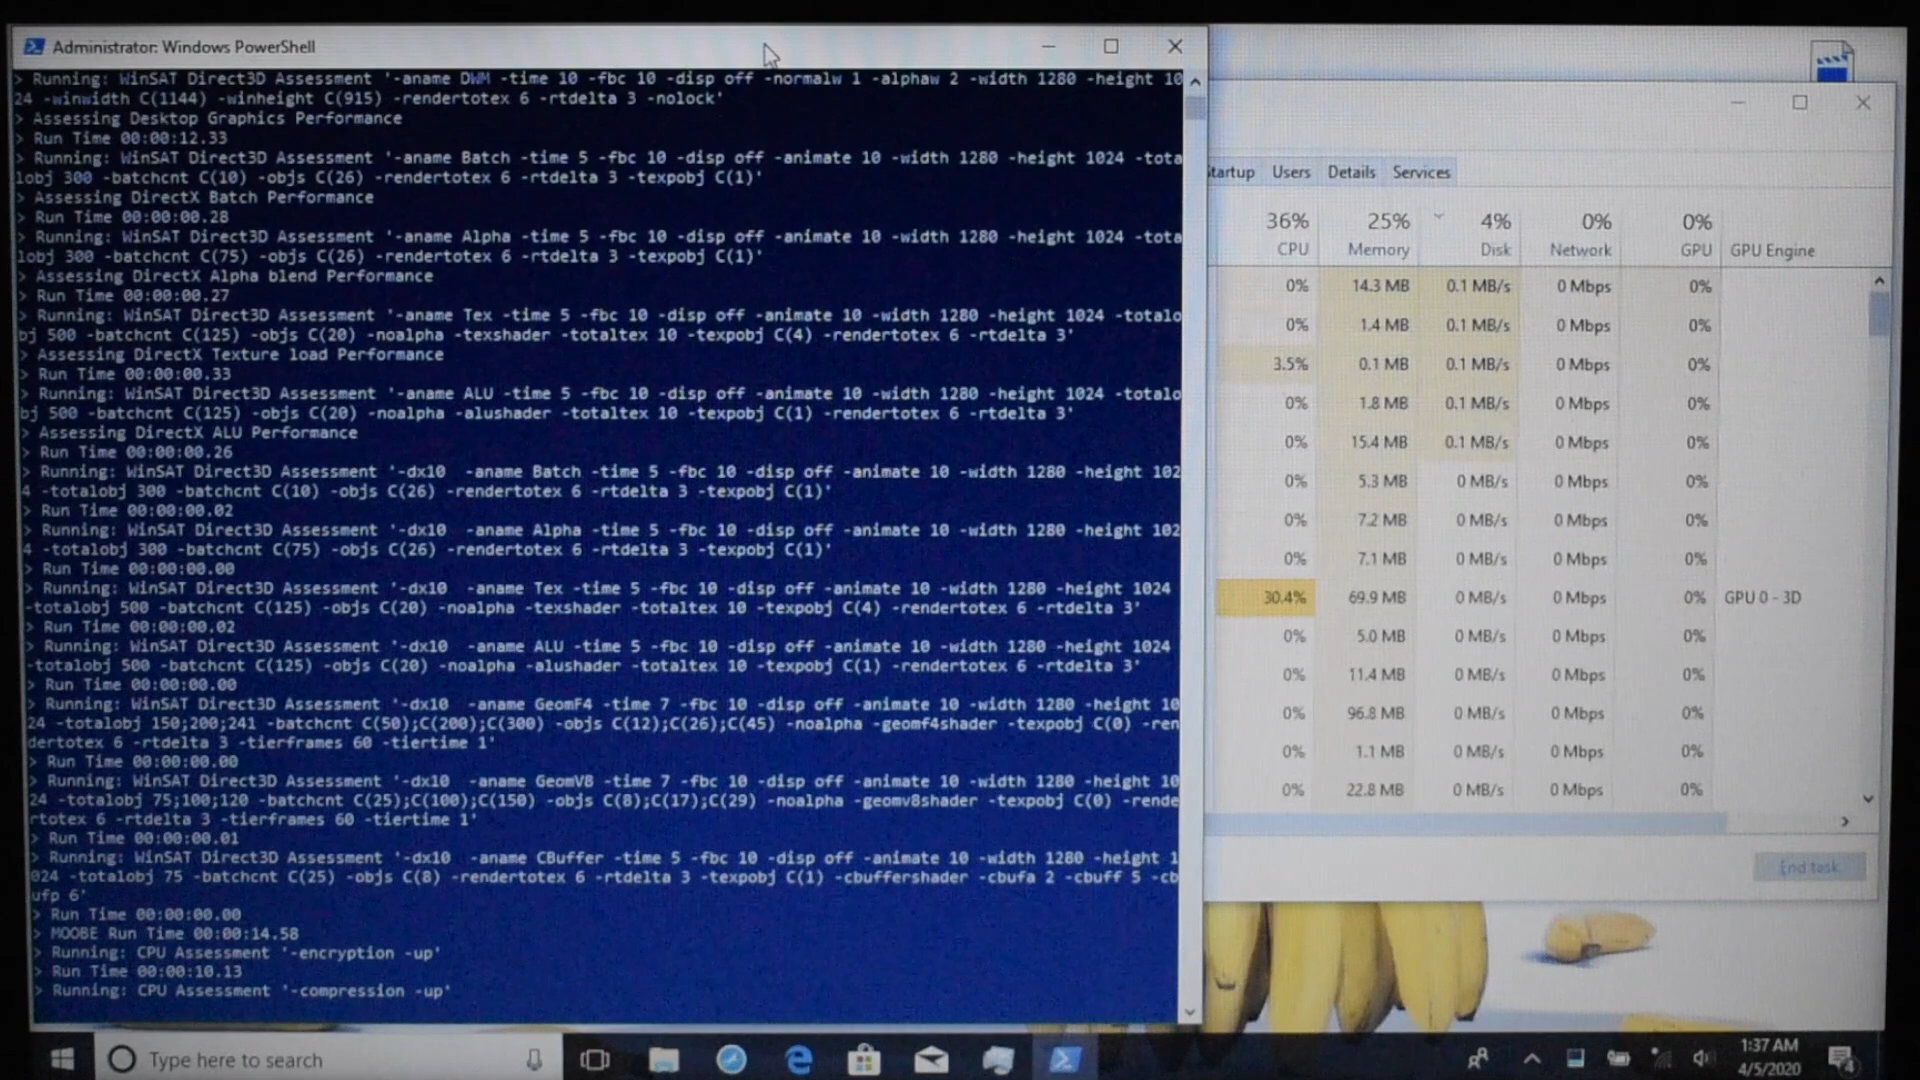 Administrator: Windows PowerShell
> Running: WinSAT Direct3D Assessment '-aname DWM -time 10 -fbc 10 -disp off -normalw 1 -alphaw 2 -width 1280 -height 10
24 -winwidth C(1144) -winheight C(915) -rendertotex 6 -rtdelta 3 -nolock'
> Assessing Desktop Graphics Performance
> Run Time 00:00:12.33
> Running: WinSAT Direct3D Assessment '-aname Batch -time 5 -fbc 10 -disp off -animate 10 -width 1280 -height 1024 -tota
lobj 300 -batchcnt C(10) -objs C(26) -rendertotex 6 -rtdelta 3 -texpobj C(1)'
> Assessing DirectX Batch Performance
> Run Time 00:00:00.28
> Running: WinSAT Direct3D Assessment '-aname Alpha -time 5 -fbc 10 -disp off -animate 10 -width 1280 -height 1024 -tota
lobj 300 -batchcnt C(75) -objs C(26) -rendertotex 6 -rtdelta 3 -texpobj C(1)'
> Assessing DirectX Alpha blend Performance
> Run Time 00:00:00.27
> Running: WinSAT Direct3D Assessment '-aname Tex -time 5 -fbc 10 -disp off -animate 10 -width 1280 -height 1024 -totalo
bj 500 -batchcnt C(125) -objs C(20) -noalpha -texshader -totaltex 10 -texpobj C(4) -rendertotex 6 -rtdelta 3'
> Assessing DirectX Texture load Performance
> Run Time 00:00:00.33
> Running: WinSAT Direct3D Assessment '-aname ALU -time 5 -fbc 10 -disp off -animate 10 -width 1280 -height 1024 -totalo
bj 500 -batchcnt C(125) -objs C(20) -noalpha -alushader -totaltex 10 -texpobj C(1) -rendertotex 6 -rtdelta 3'
> Assessing DirectX ALU Performance
> Run Time 00:00:00.26
> Running: WinSAT Direct3D Assessment '-dx10  -aname Batch -time 5 -fbc 10 -disp off -animate 10 -width 1280 -height 102
4 -totalobj 300 -batchcnt C(10) -objs C(26) -rendertotex 6 -rtdelta 3 -texpobj C(1)'
> Run Time 00:00:00.02
> Running: WinSAT Direct3D Assessment '-dx10  -aname Alpha -time 5 -fbc 10 -disp off -animate 10 -width 1280 -height 102
4 -totalobj 300 -batchcnt C(75) -objs C(26) -rendertotex 6 -rtdelta 3 -texpobj C(1)'
> Run Time 00:00:00.00
> Running: WinSAT Direct3D Assessment '-dx10  -aname Tex -time 5 -fbc 10 -disp off -animate 10 -width 1280 -height 1024
-totalobj 500 -batchcnt C(125) -objs C(20) -noalpha -texshader -totaltex 10 -texpobj C(4) -rendertotex 6 -rtdelta 3'
> Run Time 00:00:00.02
> Running: WinSAT Direct3D Assessment '-dx10  -aname ALU -time 5 -fbc 10 -disp off -animate 10 -width 1280 -height 1024
-totalobj 500 -batchcnt C(125) -objs C(20) -noalpha -alushader -totaltex 10 -texpobj C(1) -rendertotex 6 -rtdelta 3'
> Run Time 00:00:00.00
> Running: WinSAT Direct3D Assessment '-dx10  -aname GeomF4 -time 7 -fbc 10 -disp off -animate 10 -width 1280 -height 10
24 -totalobj 150;200;241 -batchcnt C(50);C(200);C(300) -objs C(12);C(26);C(45) -noalpha -geomf4shader -texpobj C(0) -ren
dertotex 6 -rtdelta 3 -tierframes 60 -tiertime 1'
> Run Time 00:00:00.00
> Running: WinSAT Direct3D Assessment '-dx10  -aname GeomV8 -time 7 -fbc 10 -disp off -animate 10 -width 1280 -height 10
24 -totalobj 75;100;120 -batchcnt C(25);C(100);C(150) -objs C(8);C(17);C(29) -noalpha -geomv8shader -texpobj C(0) -rende
rtotex 6 -rtdelta 3 -tierframes 60 -tiertime 1'
> Run Time 00:00:00.01
> Running: WinSAT Direct3D Assessment '-dx10  -aname CBuffer -time 5 -fbc 10 -disp off -animate 10 -width 1280 -height 1
024 -totalobj 75 -batchcnt C(25) -objs C(8) -rendertotex 6 -rtdelta 3 -texpobj C(1) -cbuffershader -cbufa 2 -cbuff 5 -cb
ufp 6'
> Run Time 00:00:00.00
> MOOBE Run Time 00:00:14.58
> Running: CPU Assessment '-encryption -up'
> Run Time 00:00:10.13
> Running: CPU Assessment '-compression -up'
Startup Users Details Services
36% 25% 4% 0% 0%
CPU Memory Disk Network GPU GPU Engine
0% 14.3 MB 0.1 MB/s 0 Mbps 0%
0% 1.4 MB 0.1 MB/s 0 Mbps 0%
3.5% 0.1 MB 0.1 MB/s 0 Mbps 0%
0% 1.8 MB 0.1 MB/s 0 Mbps 0%
0% 15.4 MB 0.1 MB/s 0 Mbps 0%
0% 5.3 MB 0 MB/s 0 Mbps 0%
0% 7.2 MB 0 MB/s 0 Mbps 0%
0% 7.1 MB 0 MB/s 0 Mbps 0%
30.4% 69.9 MB 0 MB/s 0 Mbps 0% GPU 0 - 3D
0% 5.0 MB 0 MB/s 0 Mbps 0%
0% 11.4 MB 0 MB/s 0 Mbps 0%
0% 96.8 MB 0 MB/s 0 Mbps 0%
0% 1.1 MB 0 MB/s 0 Mbps 0%
0% 22.8 MB 0 MB/s 0 Mbps 0%
End task
Type here to search
1:37 AM
4/5/2020
4